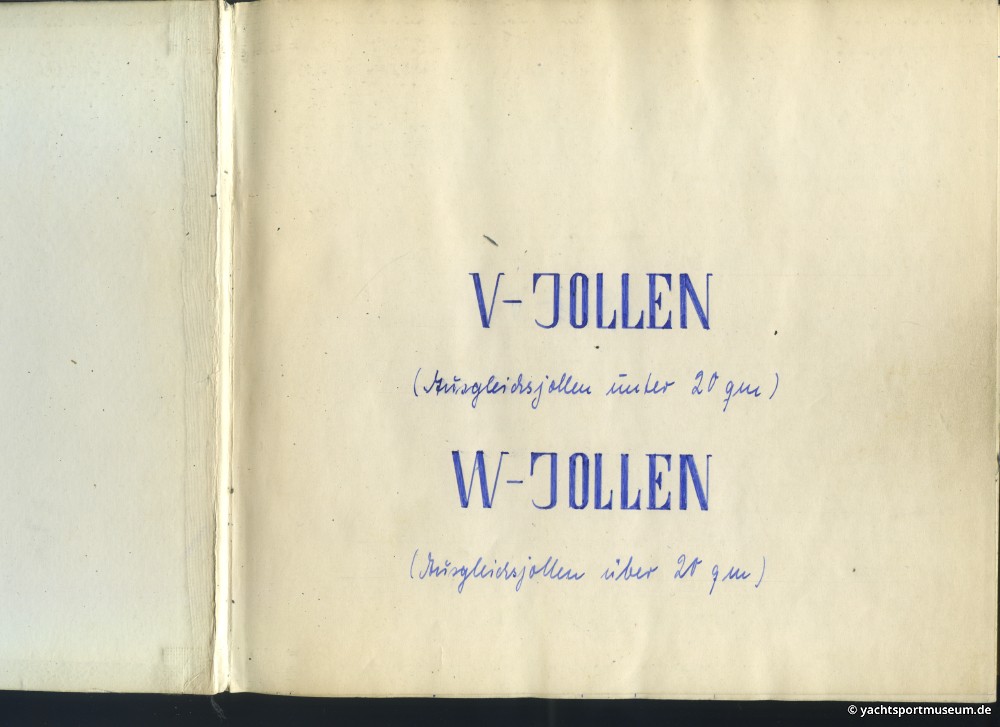 V-JOLLEN
(Ausgleichsjollen unter 20 qm)
W-JOLLEN
(Ausgleichsjollen über 20 qm)
© yachtsportmuseum.de